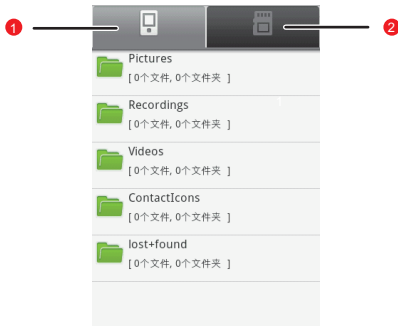 1
2
Pictures
[ 0个文件, 0个文件夹 ]
Recordings
[ 0个文件, 0个文件夹 ]
Videos
[ 0个文件, 0个文件夹 ]
ContactIcons
[ 0个文件, 0个文件夹 ]
lost+found
[ 0个文件, 0个文件夹 ]